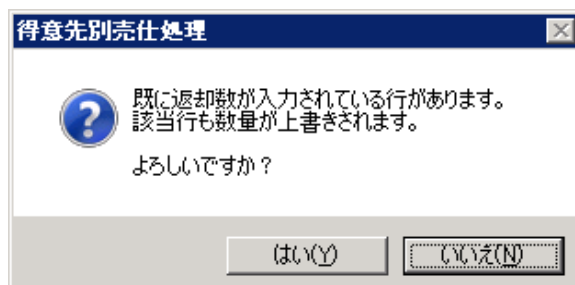 得意先別売仕処理
既に返却数が入力されている行があります。
該当行も数量が上書きされます。
よろしいですか？
はい(Y)
いいえ(N)